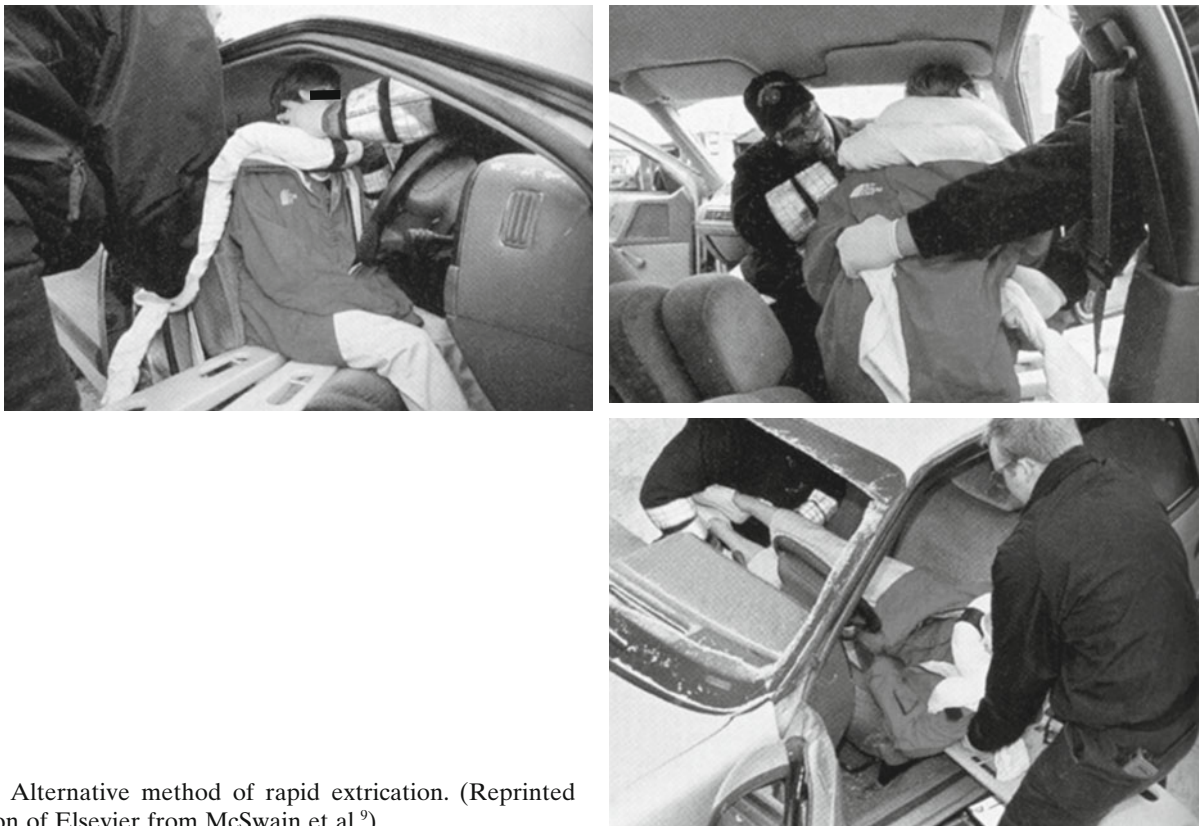 Alternative method of rapid extrication. (Reprinted
on of Elsevier from McSwain et al.⁹)